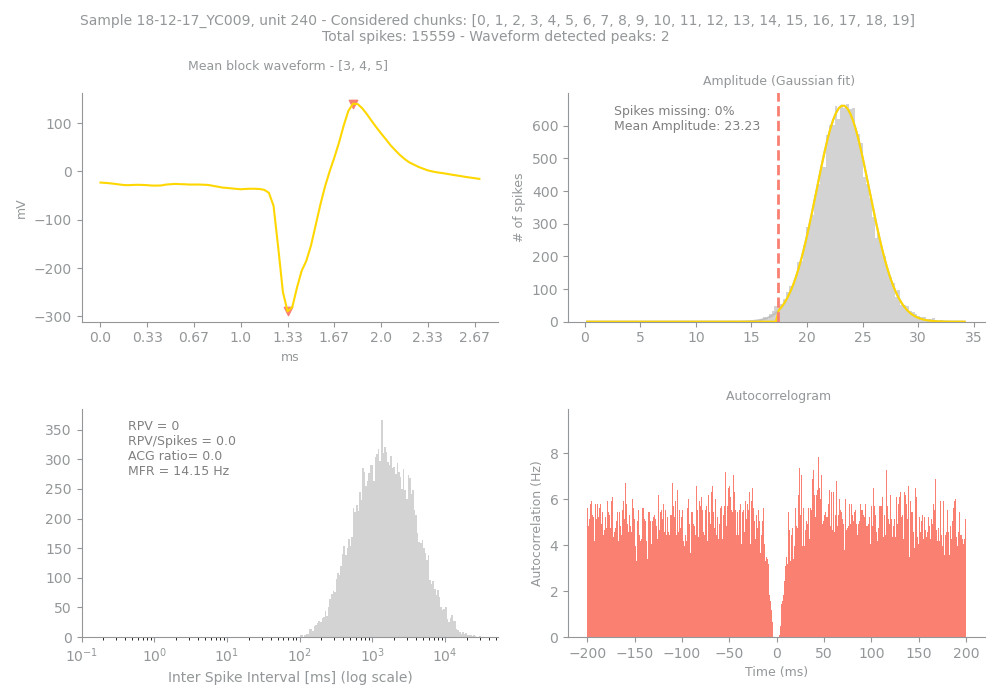 Sample 18-12-17_YC009, unit 240 - Considered chunks: [0, 1, 2, 3, 4, 5, 6, 7, 8, 9, 10, 11, 12, 13, 14, 15, 16, 17, 18, 19]
Total spikes: 15559 - Waveform detected peaks: 2
Mean block waveform - [3, 4, 5]
100
0
−100
−200
−300
mV
0.0 0.33 0.67 1.0 1.33 1.67 2.0 2.33 2.67
ms
Amplitude (Gaussian fit)
Spikes missing: 0%
Mean Amplitude: 23.23
600
500
400
300
200
100
0
# of spikes
0 5 10 15 20 25 30 35
RPV = 0
RPV/Spikes = 0.0
ACG ratio= 0.0
MFR = 14.15 Hz
350
300
250
200
150
100
50
0
10⁻¹ 10⁰ 10¹ 10² 10³ 10⁴
Inter Spike Interval [ms] (log scale)
Autocorrelogram
8
6
4
2
0
Autocorrelation (Hz)
−200 −150 −100 −50 0 50 100 150 200
Time (ms)